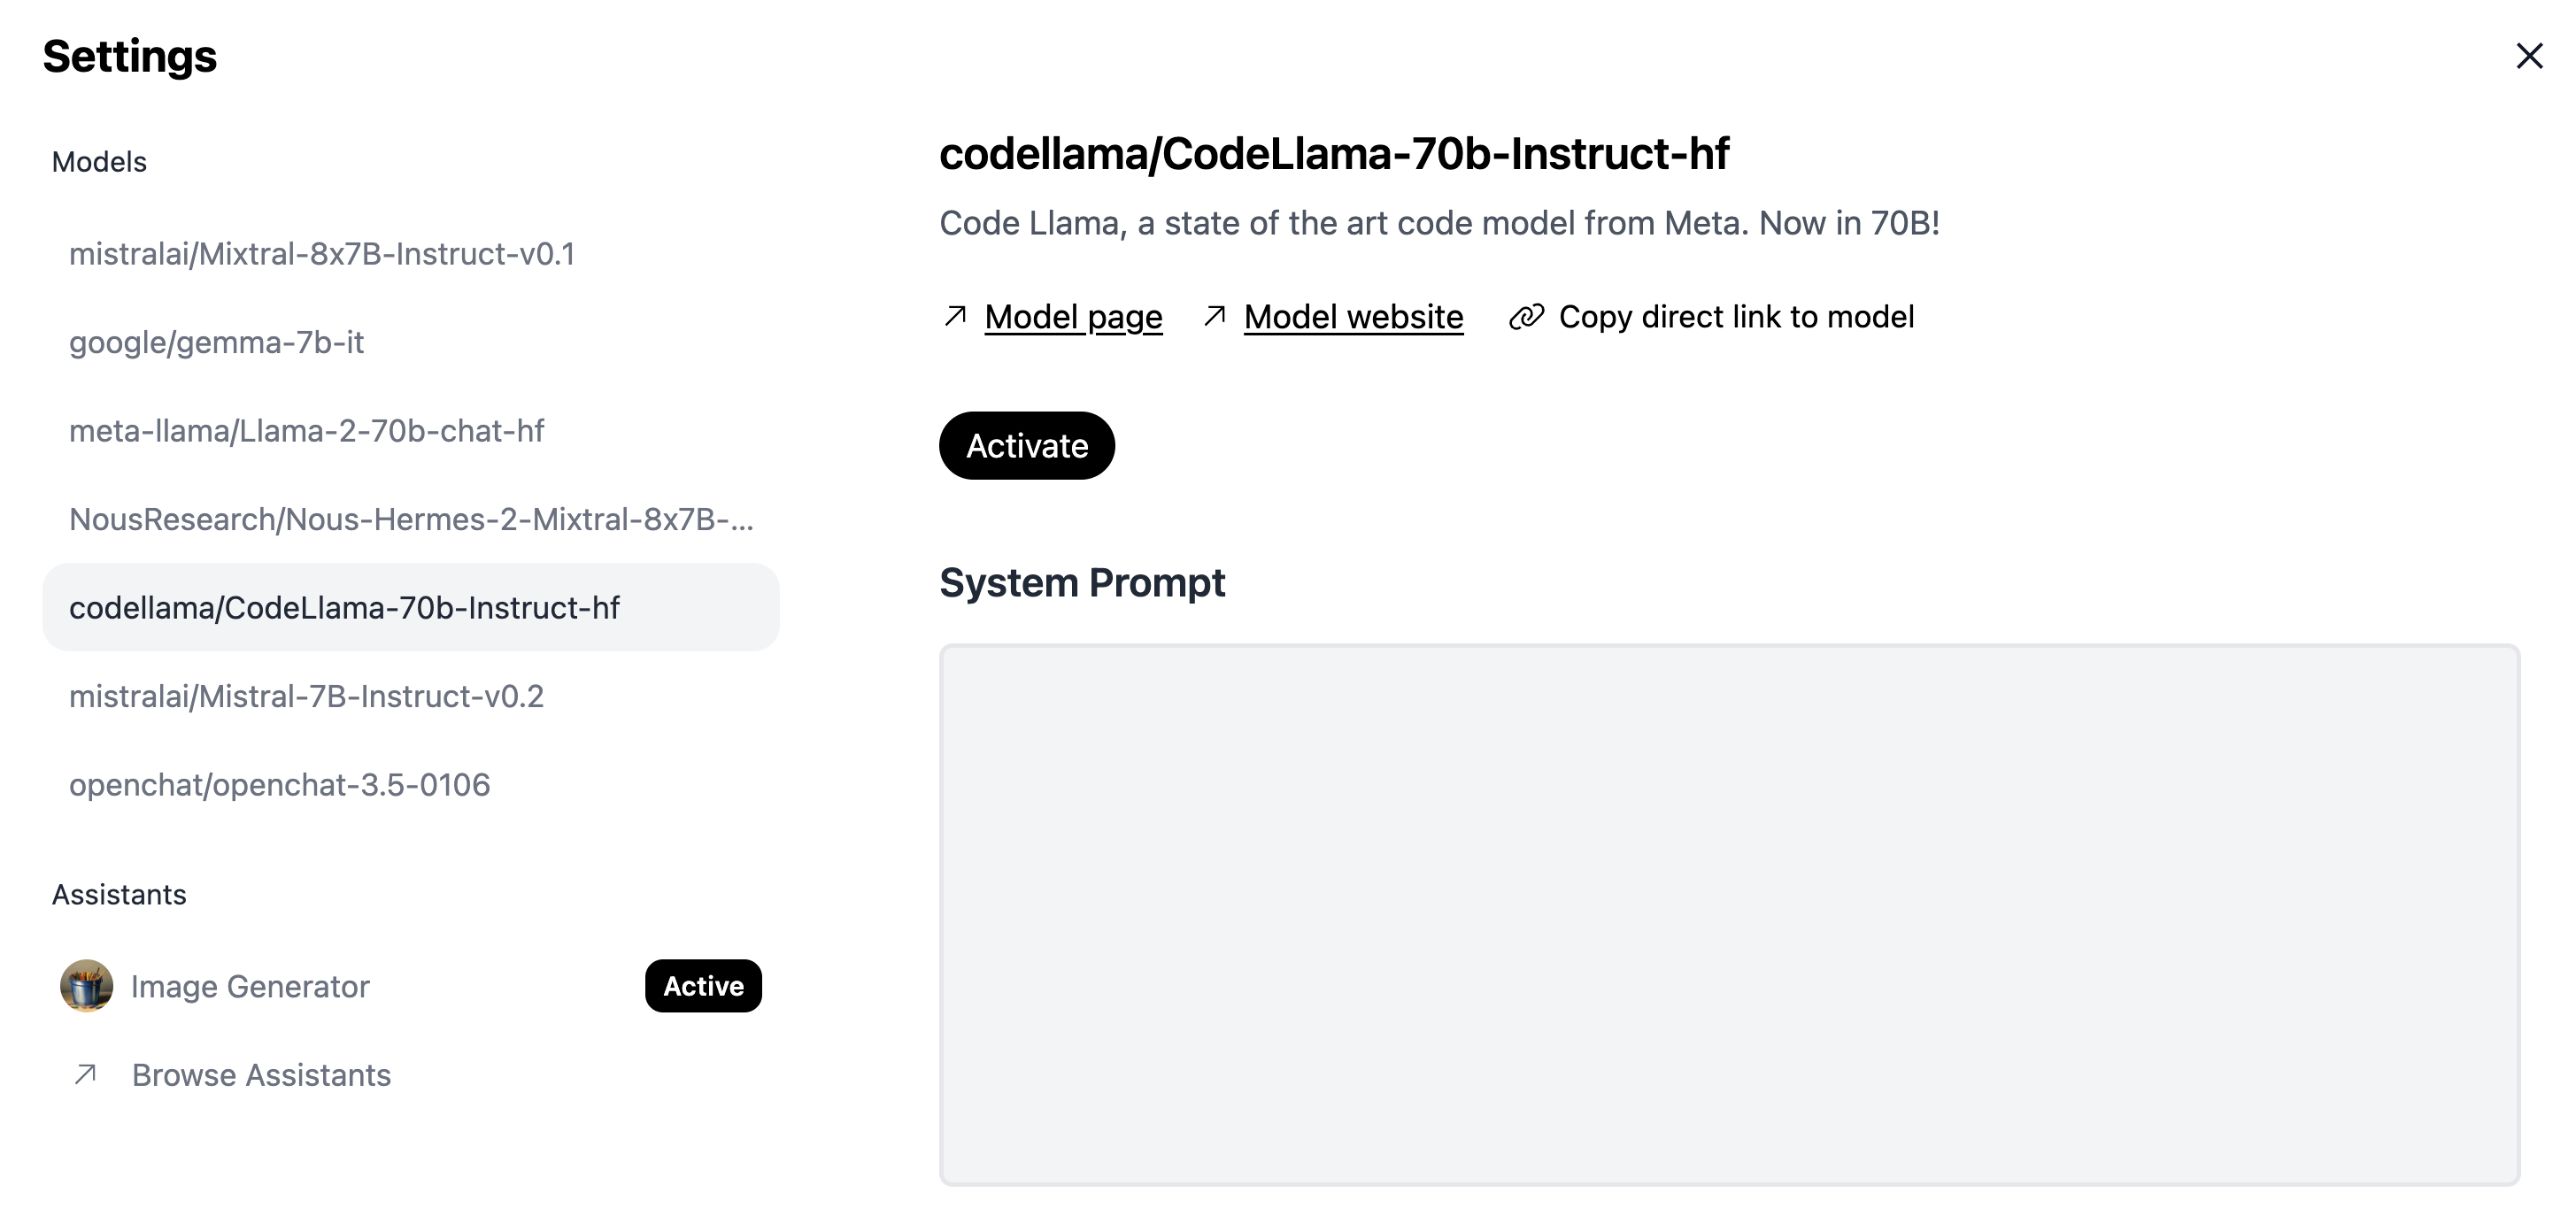 Settings
Models
mistralai/Mixtral-8x7B-Instruct-v0.1
google/gemma-7b-it
meta-llama/Llama-2-70b-chat-hf
NousResearch/Nous-Hermes-2-Mixtral-8x7B-...
codellama/CodeLlama-70b-Instruct-hf
mistralai/Mistral-7B-Instruct-v0.2
openchat/openchat-3.5-0106
Assistants
Image Generator Active
Browse Assistants
codellama/CodeLlama-70b-Instruct-hf
Code Llama, a state of the art code model from Meta. Now in 70B!
Model page Model website Copy direct link to model
Activate
System Prompt